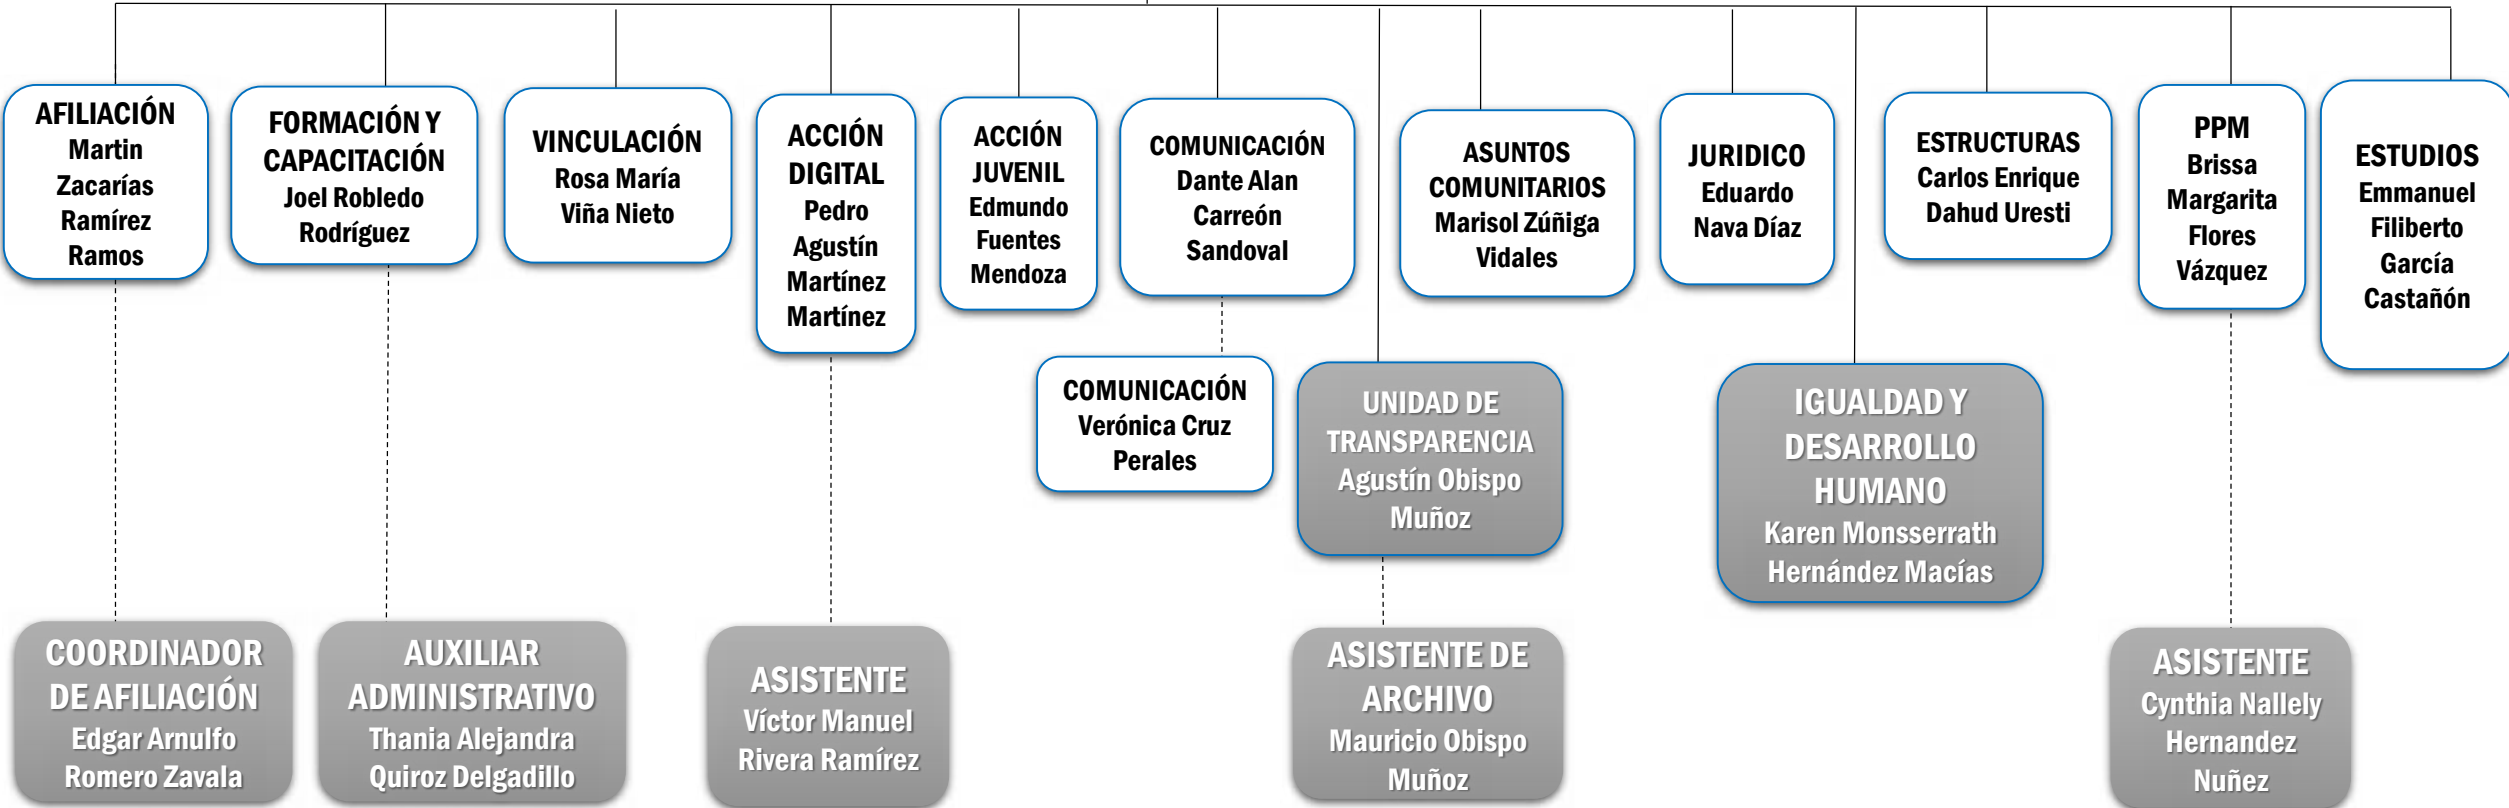 AFILIACIÓN
Martin
Zacarías
Ramírez
Ramos
FORMACIÓN Y
CAPACITACIÓN
Joel Robledo
Rodríguez
VINCULACIÓN
Rosa María
Viña Nieto
ACCIÓN
DIGITAL
Pedro
Agustín
Martínez
Martínez
ACCIÓN
JUVENIL
Edmundo
Fuentes
Mendoza
COMUNICACIÓN
Dante Alan
Carreón
Sandoval
ASUNTOS
COMUNITARIOS
Marisol Zúñiga
Vidales
JURIDICO
Eduardo
Nava Díaz
ESTRUCTURAS
Carlos Enrique
Dahud Uresti
PPM
Brissa
Margarita
Flores
Vázquez
ESTUDIOS
Emmanuel
Filiberto
García
Castañón
COMUNICACIÓN
Verónica Cruz
Perales
UNIDAD DE
TRANSPARENCIA
Agustín Obispo
Muñoz
IGUALDAD Y
DESARROLLO
HUMANO
Karen Monsserrath
Hernández Macías
COORDINADOR
DE AFILIACIÓN
Edgar Arnulfo
Romero Zavala
AUXILIAR
ADMINISTRATIVO
Thania Alejandra
Quiroz Delgadillo
ASISTENTE
Víctor Manuel
Rivera Ramírez
ASISTENTE DE
ARCHIVO
Mauricio Obispo
Muñoz
ASISTENTE
Cynthia Nallely
Hernandez
Nuñez